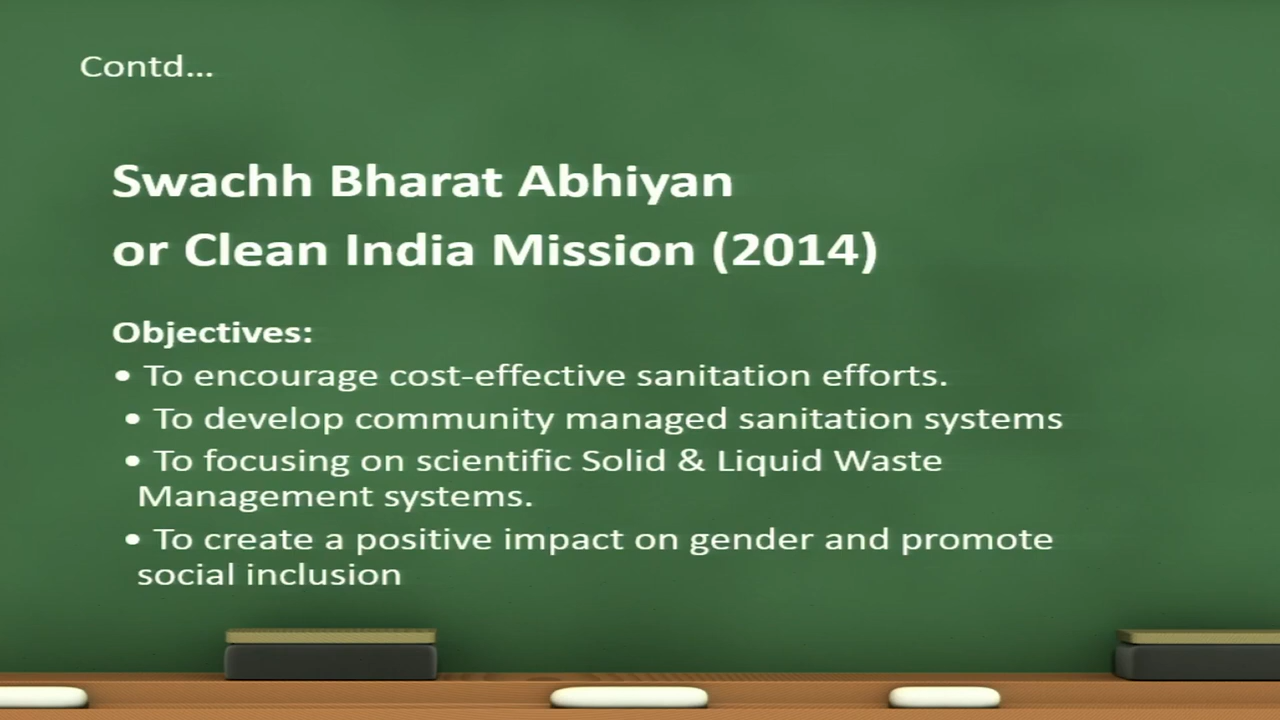 Contd...
Swachh Bharat Abhiyan
or Clean India Mission (2014)
Objectives:
• To encourage cost-effective sanitation efforts.
• To develop community managed sanitation systems
• To focusing on scientific Solid & Liquid Waste
Management systems.
• To create a positive impact on gender and promote
social inclusion